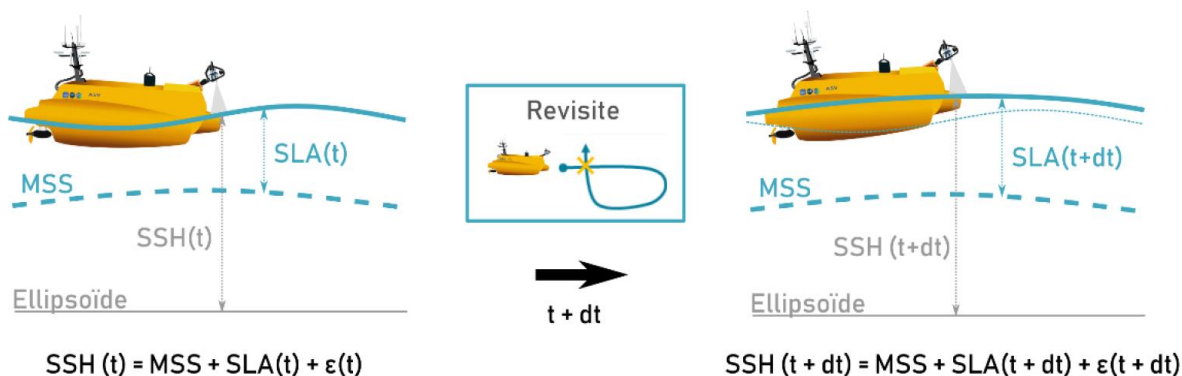 SLA(t)
MSS
SSH(t)
Ellipsoïde
SSH (t) = MSS + SLA(t) + ε(t)
Revisite
t + dt
SLA(t+dt)
MSS
SSH (t+dt)
Ellipsoïde
SSH (t + dt) = MSS + SLA(t + dt) + ε(t + dt)